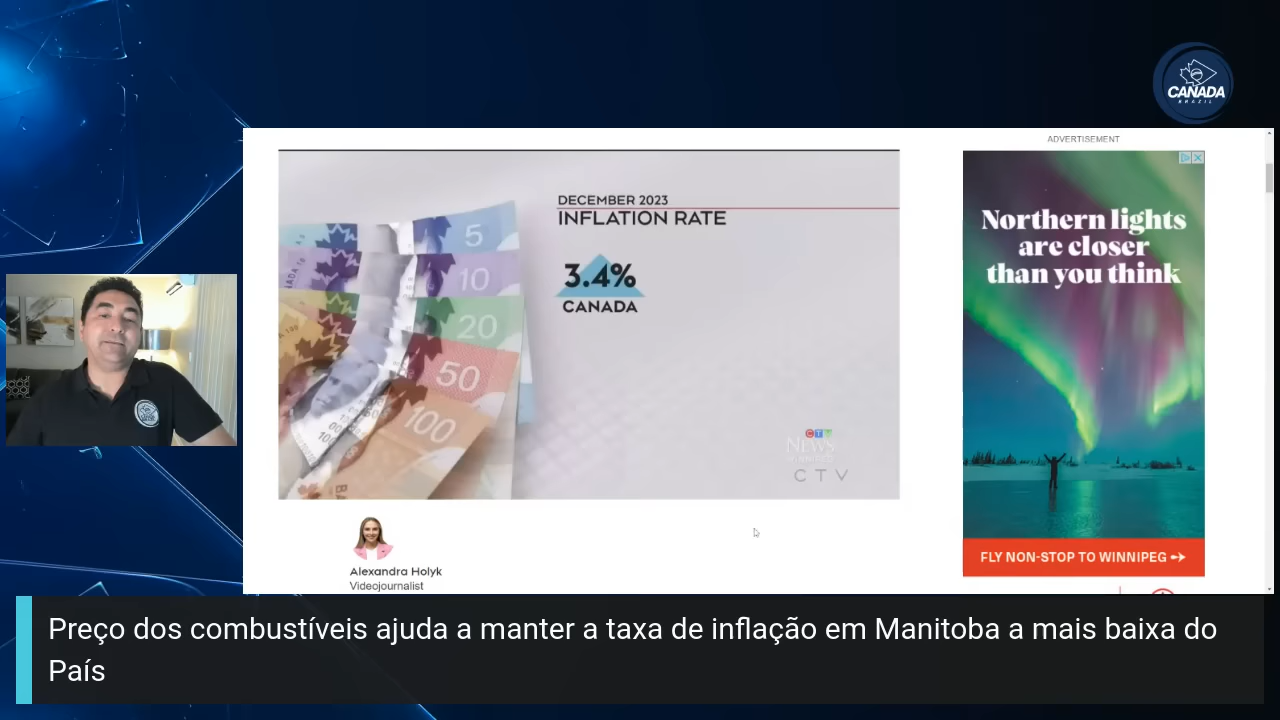 CANADA
BRAZIL
ADVERTISEMENT
DECEMBER 2023
INFLATION RATE
3.4%
CANADA
5
10
20
50
100
CTV
NEWS
WINNIPEG
CTV
Northern lights
are closer
than you think
FLY NON-STOP TO WINNIPEG
Alexandra Holyk
Videojournalist
Preço dos combustíveis ajuda a manter a taxa de inflação em Manitoba a mais baixa do
País